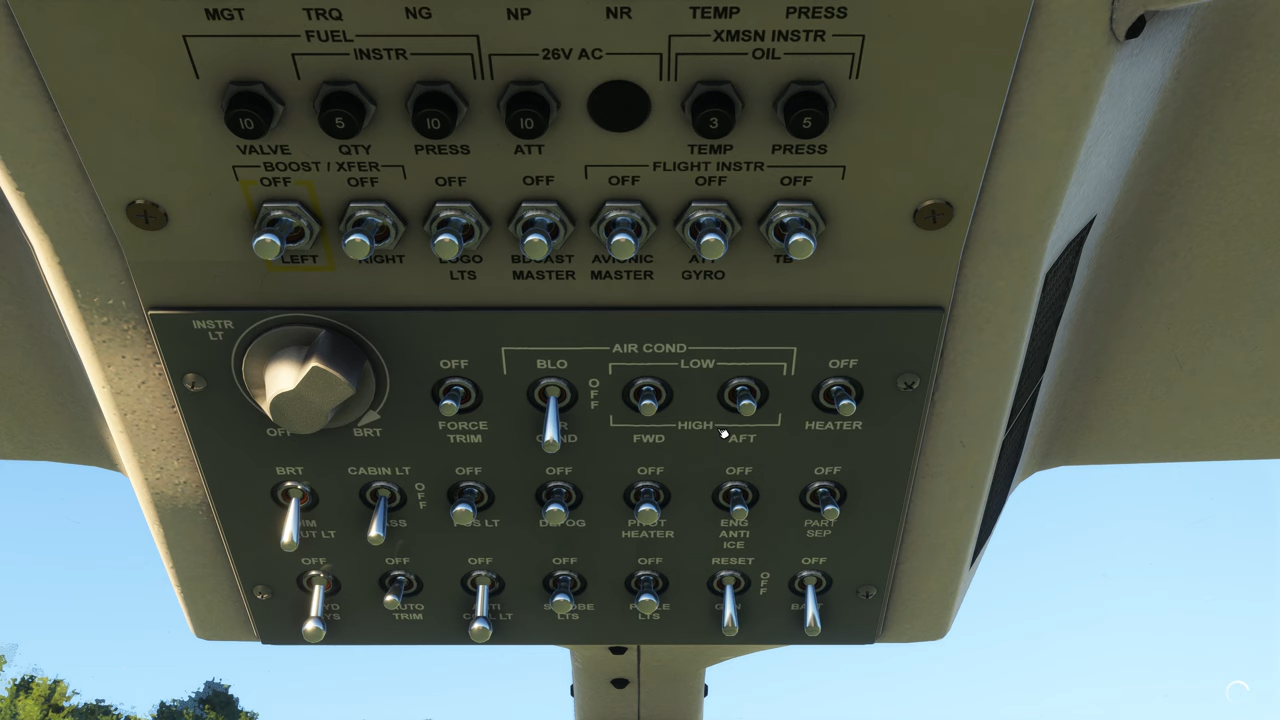 MGT TRQ NG NP NR TEMP PRESS
FUEL XMSN INSTR
INSTR 26V AC OIL
10 5 10 10 3 5
VALVE QTY PRESS ATT TEMP PRESS
BOOST / XFER FLIGHT INSTR
OFF OFF OFF OFF OFF OFF OFF
LEFT RIGHT
LTS MASTER AVIONIC MASTER GYRO
INSTR LT
AIR COND
OFF BLO OFF LOW OFF
OFF BRT FORCE TRIM HIGH HEATER
FWD AFT
BRT CABIN LT OFF OFF OFF OFF OFF OFF
HEATER ENG ANTI ICE PART SEP
OFF OFF OFF OFF OFF RESET OFF OFF
TRIM LTS LTS